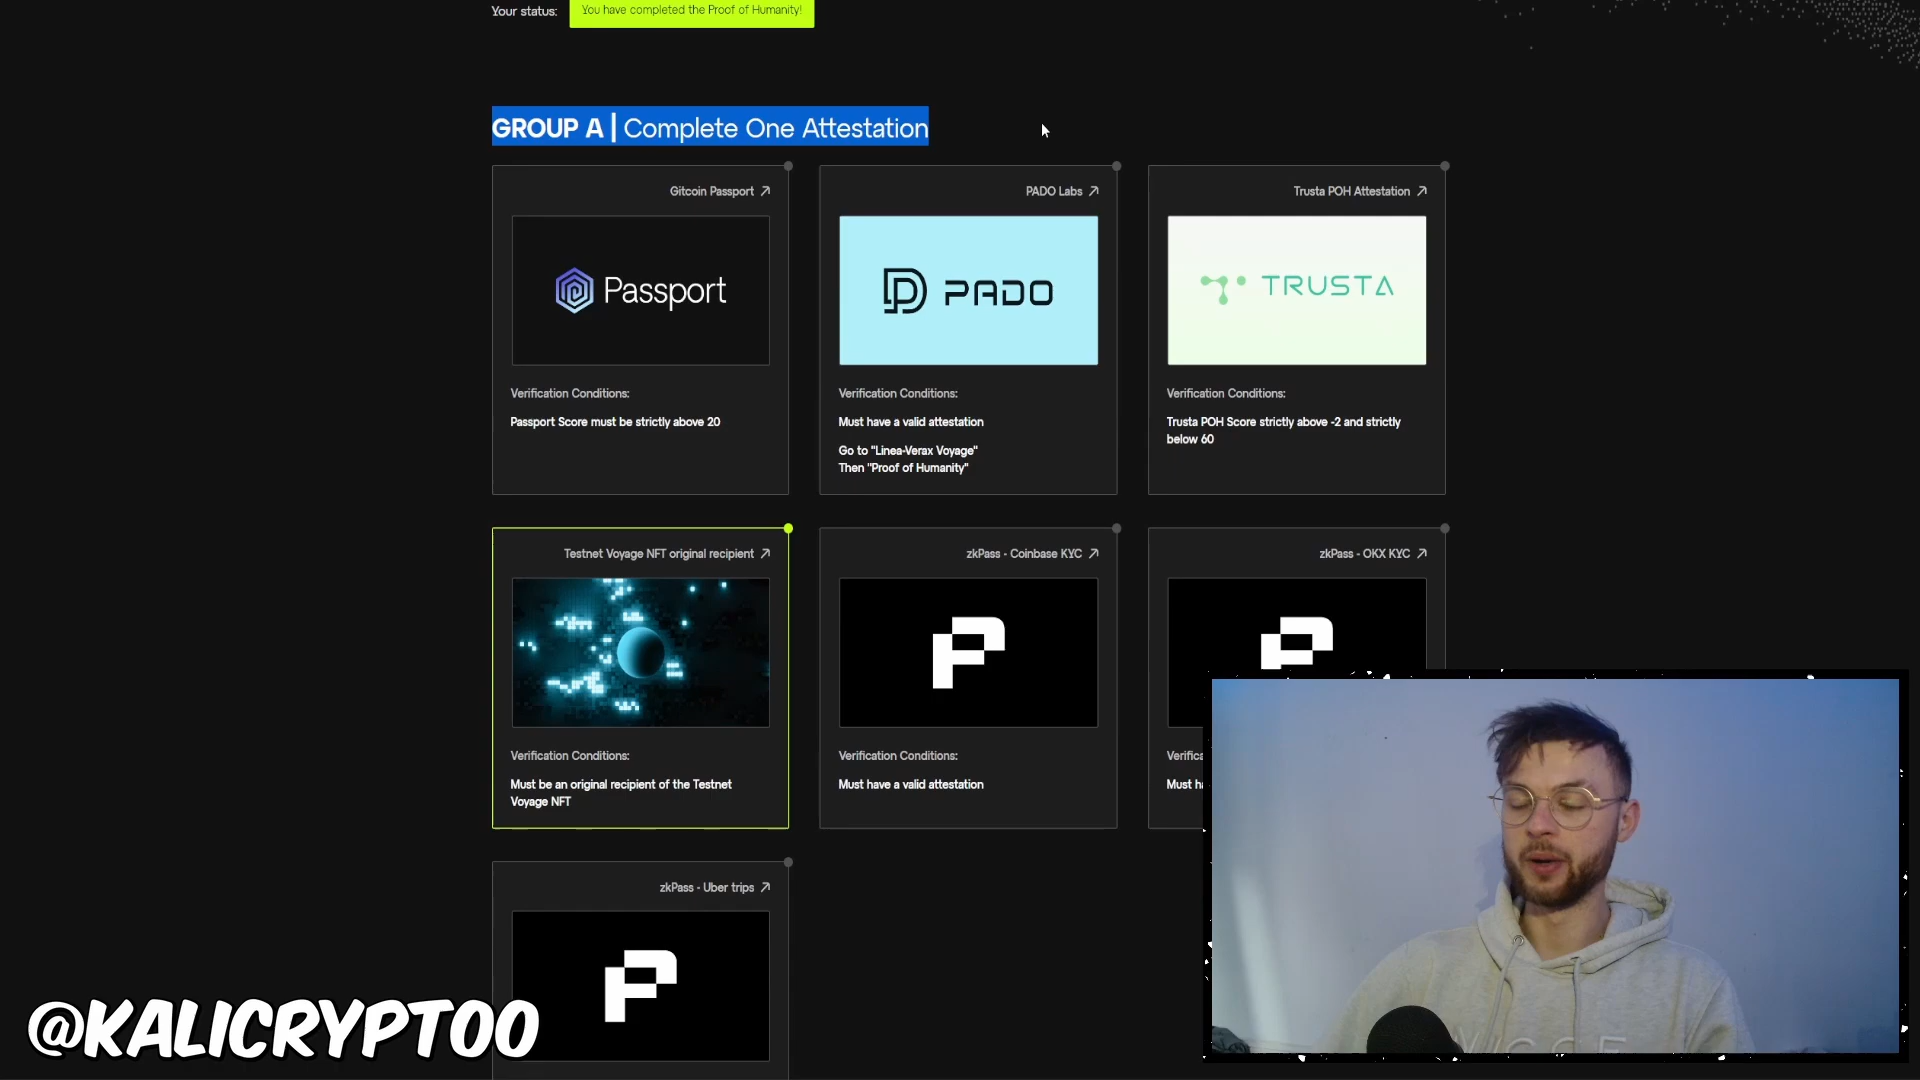 Your status:
You have completed the Proof of Humanity!
GROUP A | Complete One Attestation
Gitcoin Passport
Passport
Verification Conditions:
Passport Score must be strictly above 20
PADO Labs
PADO
Verification Conditions:
Must have a valid attestation
Go to "Linea-Verax Voyage"
Then "Proof of Humanity"
Trusta POH Attestation
TRUSTA
Verification Conditions:
Trusta POH Score strictly above -2 and strictly
below 60
Testnet Voyage NFT original recipient
Verification Conditions:
Must be an original recipient of the Testnet
Voyage NFT
zkPass - Coinbase KYC
Verification Conditions:
Must have a valid attestation
zkPass - OKX KYC
zkPass - Uber trips
@KALICRYPTOO